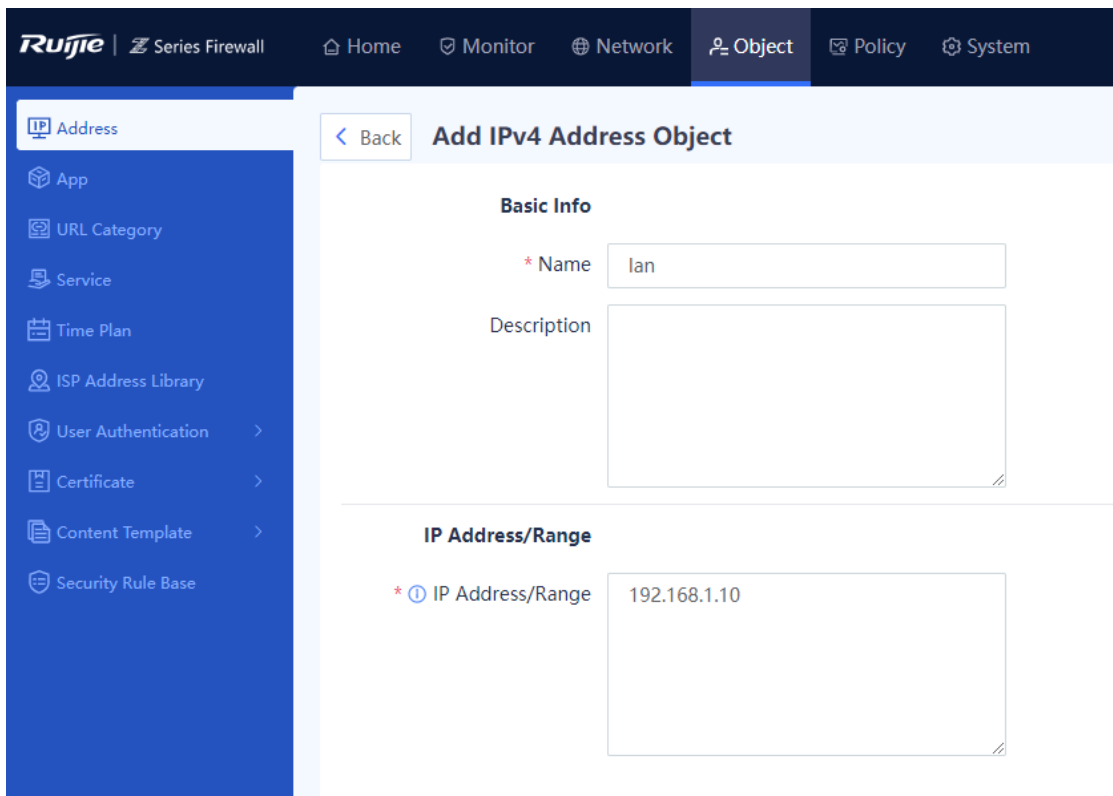 Ruijie | Z Series Firewall Home Monitor Network Object Policy System
Address
App
URL Category
Service
Time Plan
ISP Address Library
User Authentication
Certificate
Content Template
Security Rule Base
Back Add IPv4 Address Object
Basic Info
* Name lan
Description
IP Address/Range
* IP Address/Range 192.168.1.10